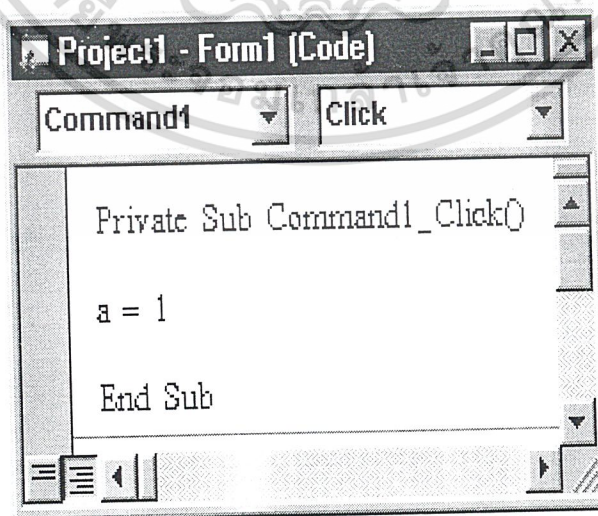 Project1 - Form1 (Code)
Command1 Click
Private Sub Command1_Click()
a = 1
End Sub